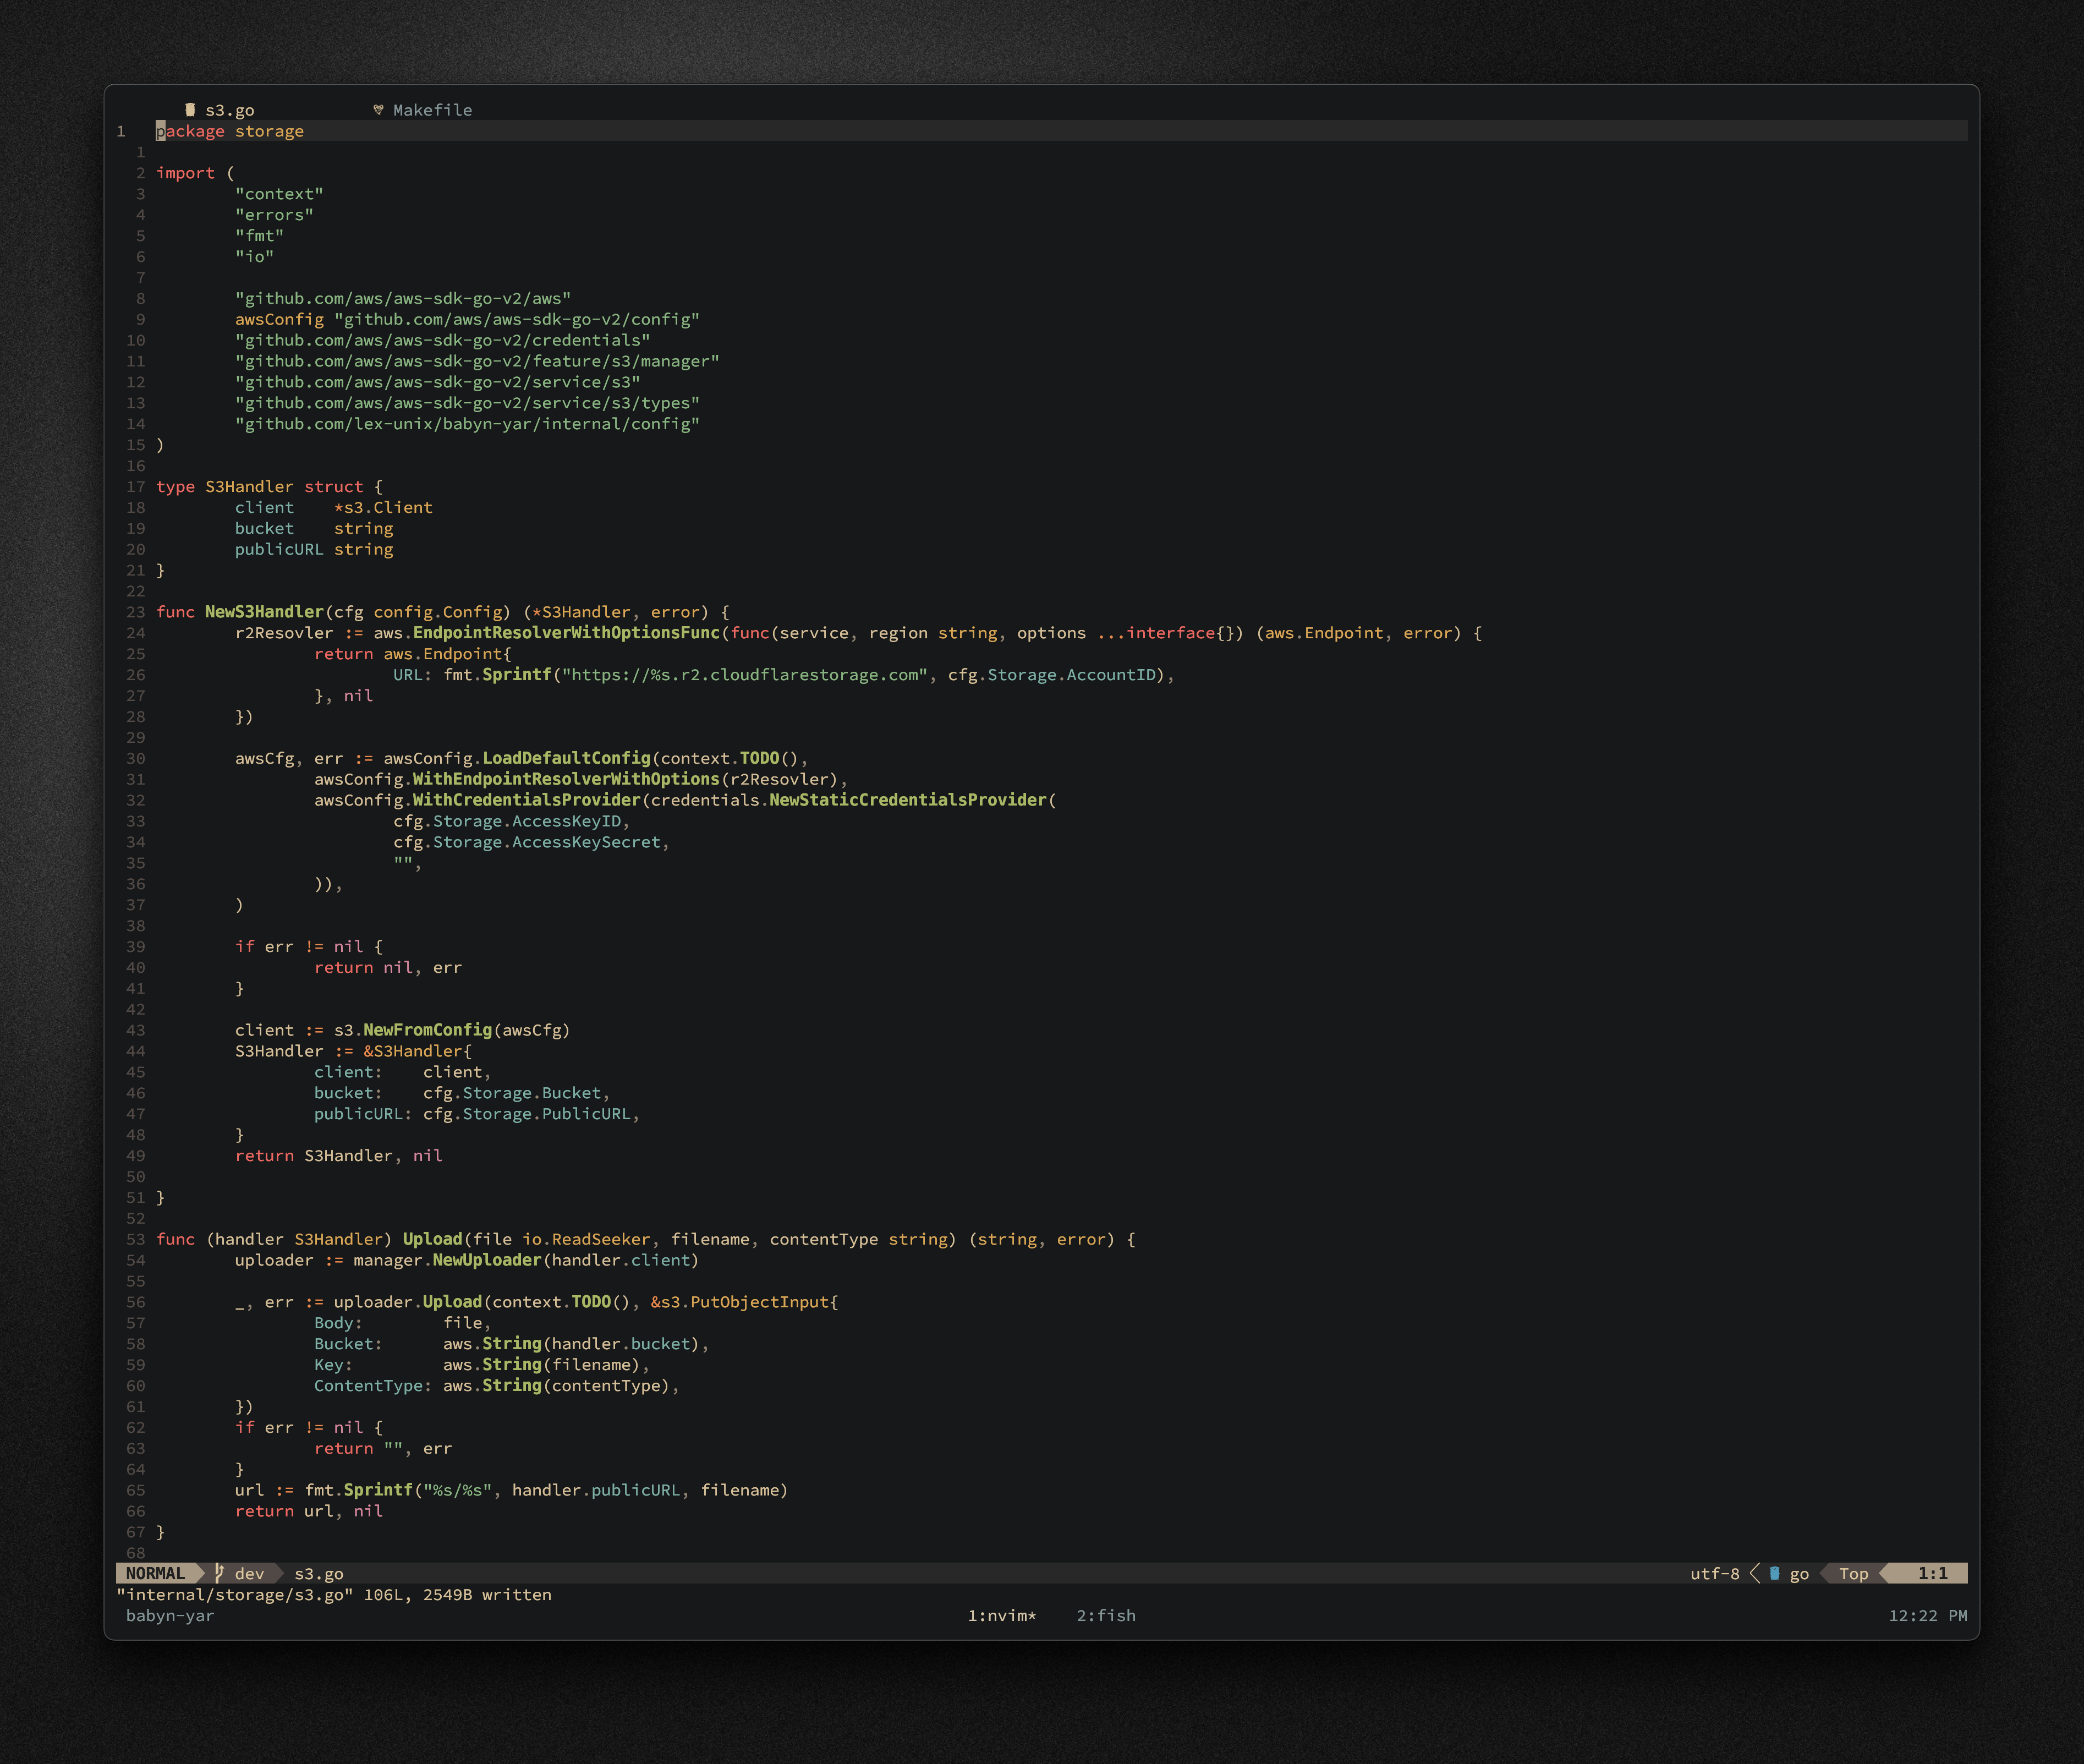 s3.go Makefile
1 package storage
1
2 import (
3 "context"
4 "errors"
5 "fmt"
6 "io"
7
8 "github.com/aws/aws-sdk-go-v2/aws"
9 awsConfig "github.com/aws/aws-sdk-go-v2/config"
10 "github.com/aws/aws-sdk-go-v2/credentials"
11 "github.com/aws/aws-sdk-go-v2/feature/s3/manager"
12 "github.com/aws/aws-sdk-go-v2/service/s3"
13 "github.com/aws/aws-sdk-go-v2/service/s3/types"
14 "github.com/lex-unix/babyn-yar/internal/config"
15 )
16
17 type S3Handler struct {
18 client    *s3.Client
19 bucket    string
20 publicURL string
21 }
22
23 func NewS3Handler(cfg config.Config) (*S3Handler, error) {
24 r2Resovler := aws.EndpointResolverWithOptionsFunc(func(service, region string, options ...interface{}) (aws.Endpoint, error) {
25 return aws.Endpoint{
26 URL: fmt.Sprintf("https://%s.r2.cloudflarestorage.com", cfg.Storage.AccountID),
27 }, nil
28 })
29
30 awsCfg, err := awsConfig.LoadDefaultConfig(context.TODO(),
31 awsConfig.WithEndpointResolverWithOptions(r2Resovler),
32 awsConfig.WithCredentialsProvider(credentials.NewStaticCredentialsProvider(
33 cfg.Storage.AccessKeyID,
34 cfg.Storage.AccessKeySecret,
35 "",
36 )),
37 )
38
39 if err != nil {
40 return nil, err
41 }
42
43 client := s3.NewFromConfig(awsCfg)
44 S3Handler := &S3Handler{
45 client:    client,
46 bucket:    cfg.Storage.Bucket,
47 publicURL: cfg.Storage.PublicURL,
48 }
49 return S3Handler, nil
50
51 }
52
53 func (handler S3Handler) Upload(file io.ReadSeeker, filename, contentType string) (string, error) {
54 uploader := manager.NewUploader(handler.client)
55
56 _, err := uploader.Upload(context.TODO(), &s3.PutObjectInput{
57 Body:        file,
58 Bucket:      aws.String(handler.bucket),
59 Key:         aws.String(filename),
60 ContentType: aws.String(contentType),
61 })
62 if err != nil {
63 return "", err
64 }
65 url := fmt.Sprintf("%s/%s", handler.publicURL, filename)
66 return url, nil
67 }
68
NORMAL dev s3.go utf-8 go Top 1:1
"internal/storage/s3.go" 106L, 2549B written
babyn-yar 1:nvim* 2:fish 12:22 PM